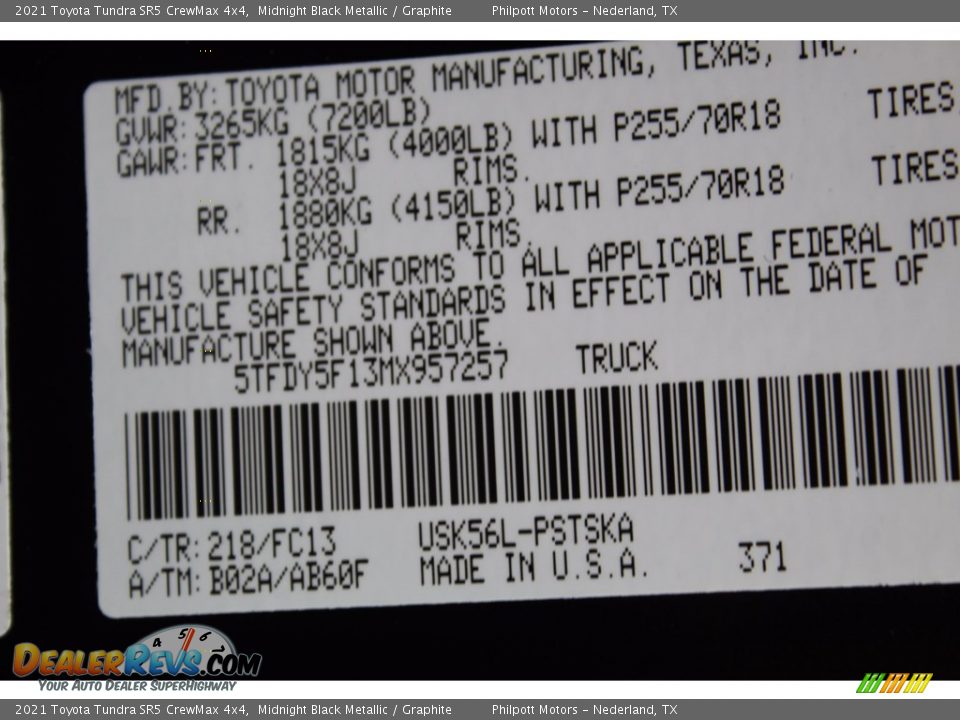 2021 Toyota Tundra SR5 CrewMax 4x4, Midnight Black Metallic / Graphite Philpott Motors - Nederland, TX
MFD.BY:TOYOTA MOTOR MANUFACTURING, TEXAS, INC.
GVWR:3265KG (7200LB)
GAWR:FRT. 1815KG (4000LB) WITH P255/70R18 TIRES,
18X8J RIMS.
RR. 1880KG (4150LB) WITH P255/70R18 TIRES
18X8J RIMS.
THIS VEHICLE CONFORMS TO ALL APPLICABLE FEDERAL MOT
VEHICLE SAFETY STANDARDS IN EFFECT ON THE DATE OF
MANUFACTURE SHOWN ABOVE.
5TFDY5F13MX957257 TRUCK
C/TR:218/FC13 USK56L-PSTSKA
A/TM:B02A/AB60F MADE IN U.S.A. 371
4 5 6
DEALERREVS.COM
YOUR AUTO DEALER SUPERHIGHWAY
2021 Toyota Tundra SR5 CrewMax 4x4, Midnight Black Metallic / Graphite Philpott Motors - Nederland, TX